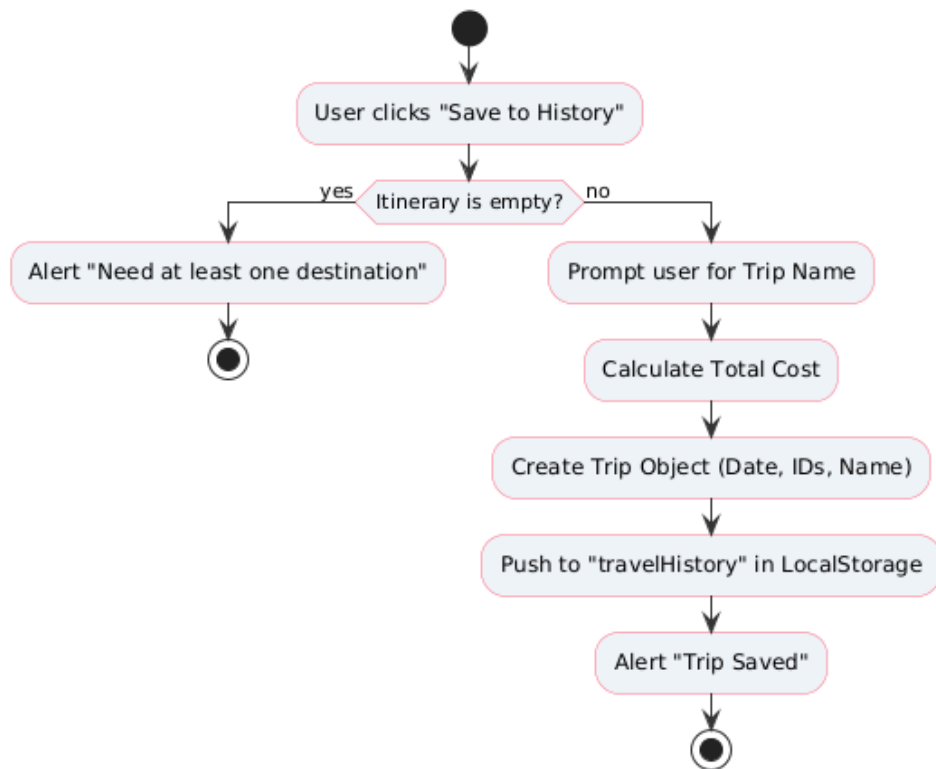 User clicks "Save to History"
yes
Itinerary is empty?
no
Alert "Need at least one destination"
Prompt user for Trip Name
Calculate Total Cost
Create Trip Object (Date, IDs, Name)
Push to "travelHistory" in LocalStorage
Alert "Trip Saved"